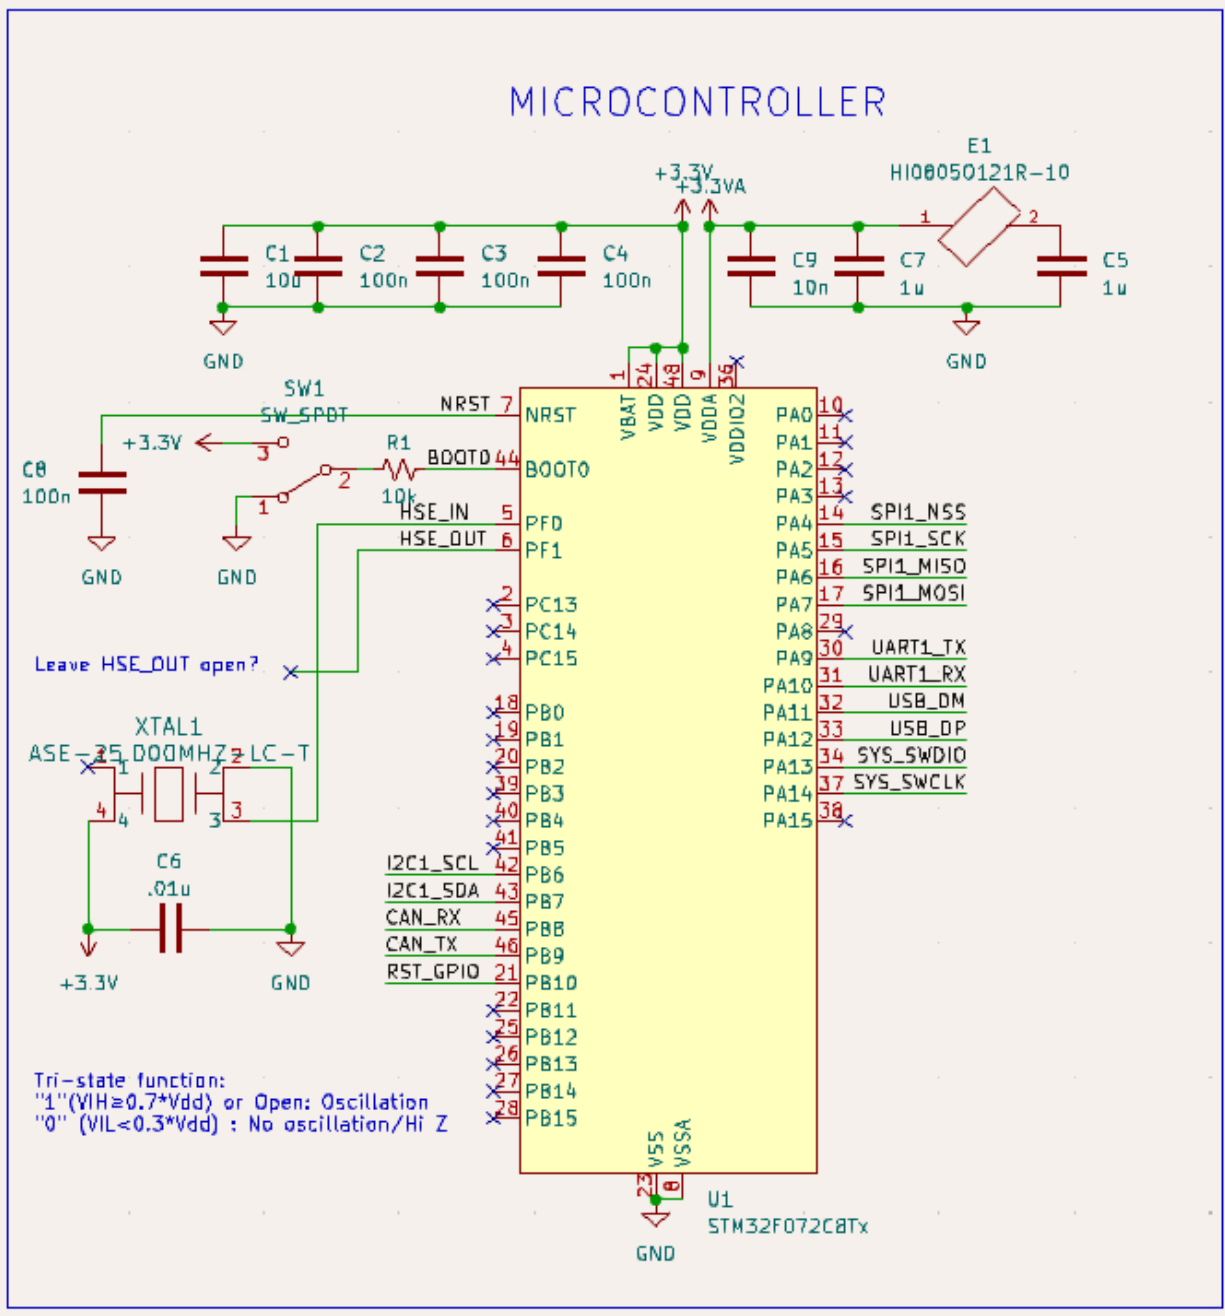 MICROCONTROLLER
E1
HI0805O121R-10
+3.3V
+3.3VA
1
2
C1
10u
C2
100n
C3
100n
C4
100n
C9
10n
C7
1u
C5
1u
GND
GND
SW1
SW_SPDT
+3.3V
3
2
1
R1
10k
C8
100n
GND
GND
NRST 7 NRST
BOOT0 44 BOOT0
HSE_IN 5 PF0
HSE_OUT 6 PF1
2 PC13
3 PC14
4 PC15
18 PB0
19 PB1
20 PB2
39 PB3
40 PB4
41 PB5
I2C1_SCL 42 PB6
I2C1_SDA 43 PB7
CAN_RX 45 PB8
CAN_TX 46 PB9
RST_GPIO 21 PB10
22 PB11
25 PB12
26 PB13
27 PB14
28 PB15
1 VBAT
24 VDD
48 VDD
9 VDDA
36 VDDIO2
PA0 10
PA1 11
PA2 12
PA3 13
PA4 14 SPI1_NSS
PA5 15 SPI1_SCK
PA6 16 SPI1_MISO
PA7 17 SPI1_MOSI
PA8 29
PA9 30 UART1_TX
PA10 31 UART1_RX
PA11 32 USB_DM
PA12 33 USB_DP
PA13 34 SYS_SWDIO
PA14 37 SYS_SWCLK
PA15 38
Leave HSE_OUT open?
XTAL1
ASE-25.000MHZ-LC-T
1 1 2 2
4 4 3 3
C6
.01u
+3.3V
GND
Tri-state function:
"1"(VIH≥0.7*Vdd) or Open: Oscillation
"0" (VIL<0.3*Vdd) : No oscillation/Hi Z
VSS 23
VSSA 8
U1
STM32F072C8Tx
GND